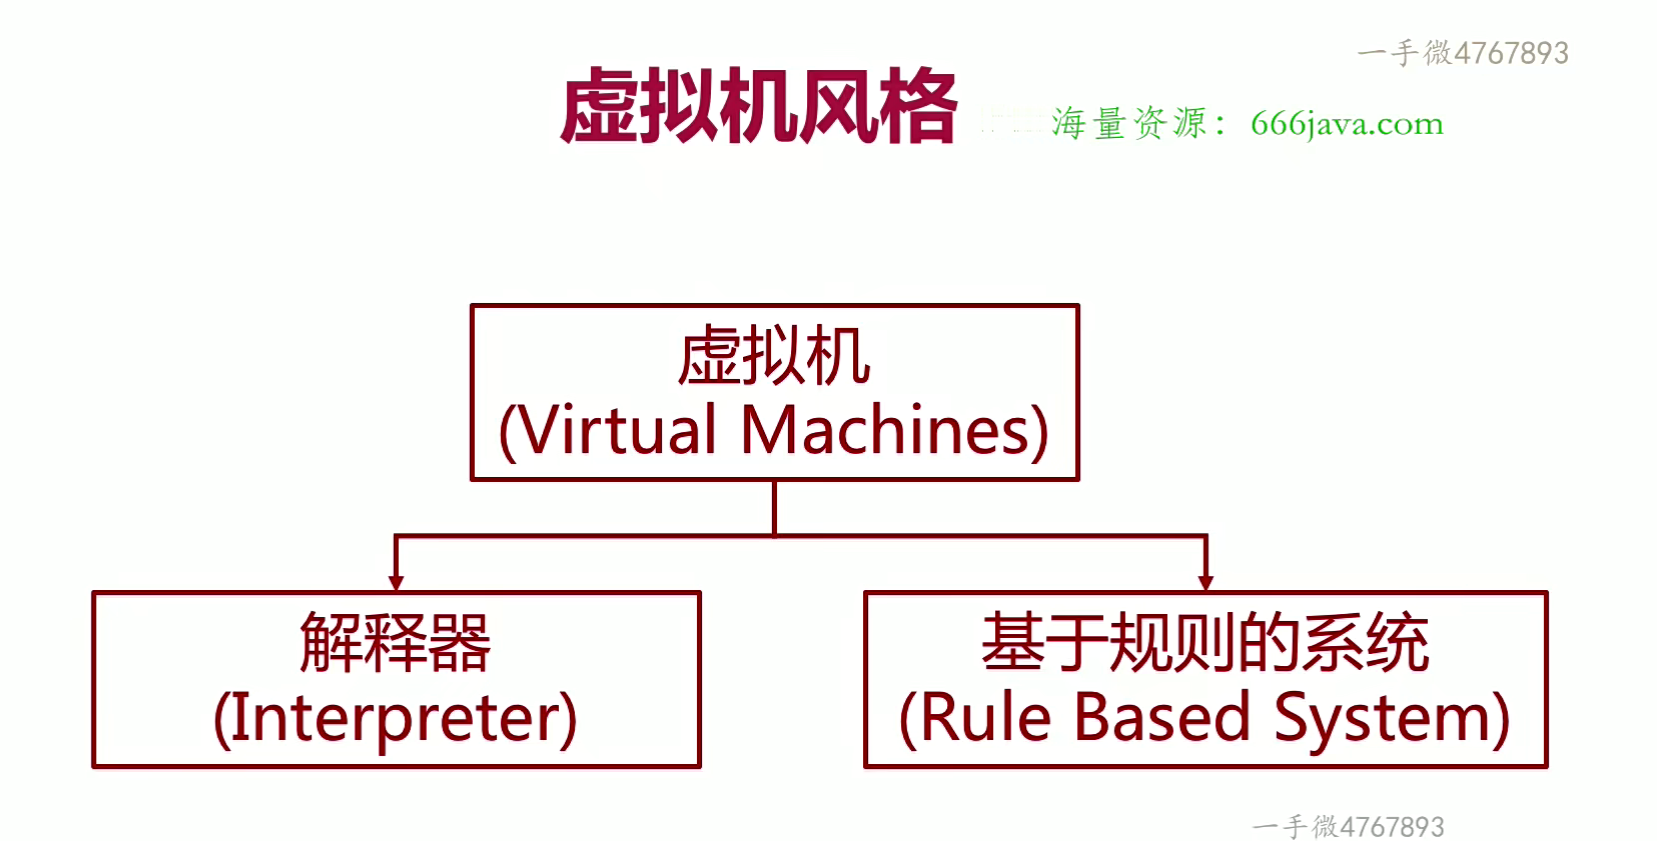 一手微4767893
虚拟机风格
海量资源：666java.com
虚拟机
(Virtual Machines)
解释器
(Interpreter)
基于规则的系统
(Rule Based System)
一手微4767893